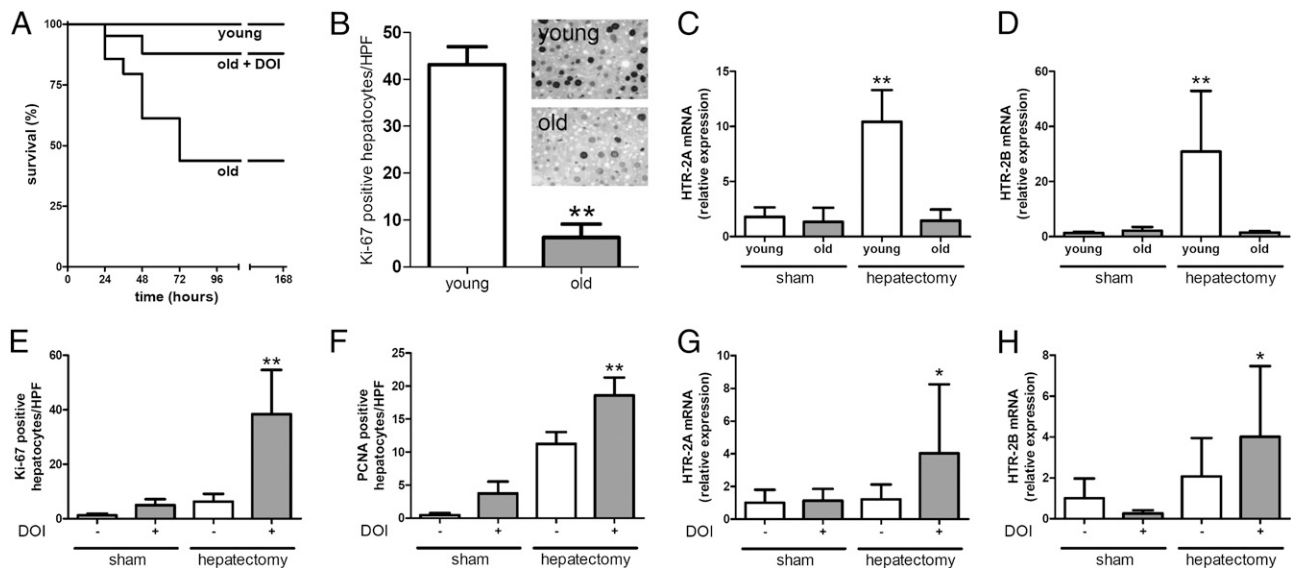 A
survival (%)
100
75
50
25
0
young
old + DOI
old
0 24 48 72 96 168
time (hours)
B
Ki-67 positive hepatocytes/HPF
50
40
30
20
10
0
young
old
**
young old
C
HTR-2A mRNA
(relative expression)
15
10
5
0
**
young old young old
sham hepatectomy
D
HTR-2B mRNA
(relative expression)
60
40
20
0
**
young old young old
sham hepatectomy
E
Ki-67 positive
hepatocytes/HPF
60
40
20
0
**
DOI - + - +
sham hepatectomy
F
PCNA positive
hepatocytes/HPF
25
20
15
10
5
0
**
DOI - + - +
sham hepatectomy
G
HTR-2A mRNA
(relative expression)
10
8
6
4
2
0
*
DOI - + - +
sham hepatectomy
H
HTR-2B mRNA
(relative expression)
8
6
4
2
0
*
DOI - + - +
sham hepatectomy